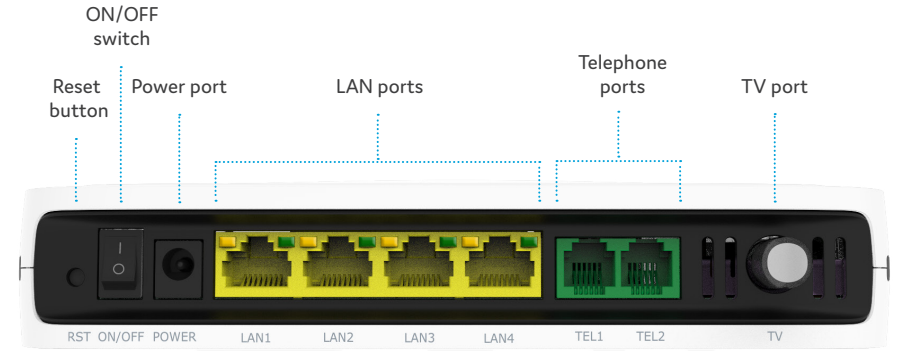 ON/OFF
switch
Reset
button
Power port
LAN ports
Telephone
ports
TV port
I
O
RST ON/OFF POWER LAN1 LAN2 LAN3 LAN4 TEL1 TEL2 TV